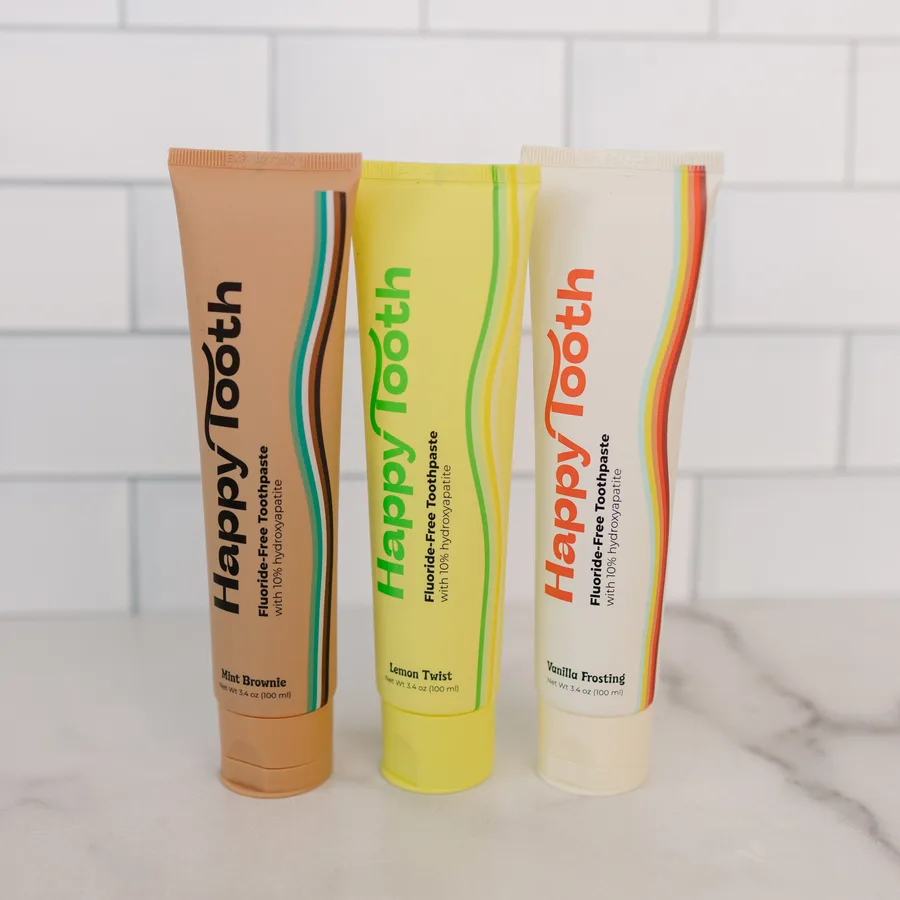 Happy Tooth
Fluoride-Free Toothpaste
with 10% hydroxyapatite
Mint Brownie
Net Wt 3.4 oz (100 ml)
Happy Tooth
Fluoride-Free Toothpaste
with 10% hydroxyapatite
Lemon Twist
Net Wt 3.4 oz (100 ml)
Happy Tooth
Fluoride-Free Toothpaste
with 10% hydroxyapatite
Vanilla Frosting
Net Wt 3.4 oz (100 ml)